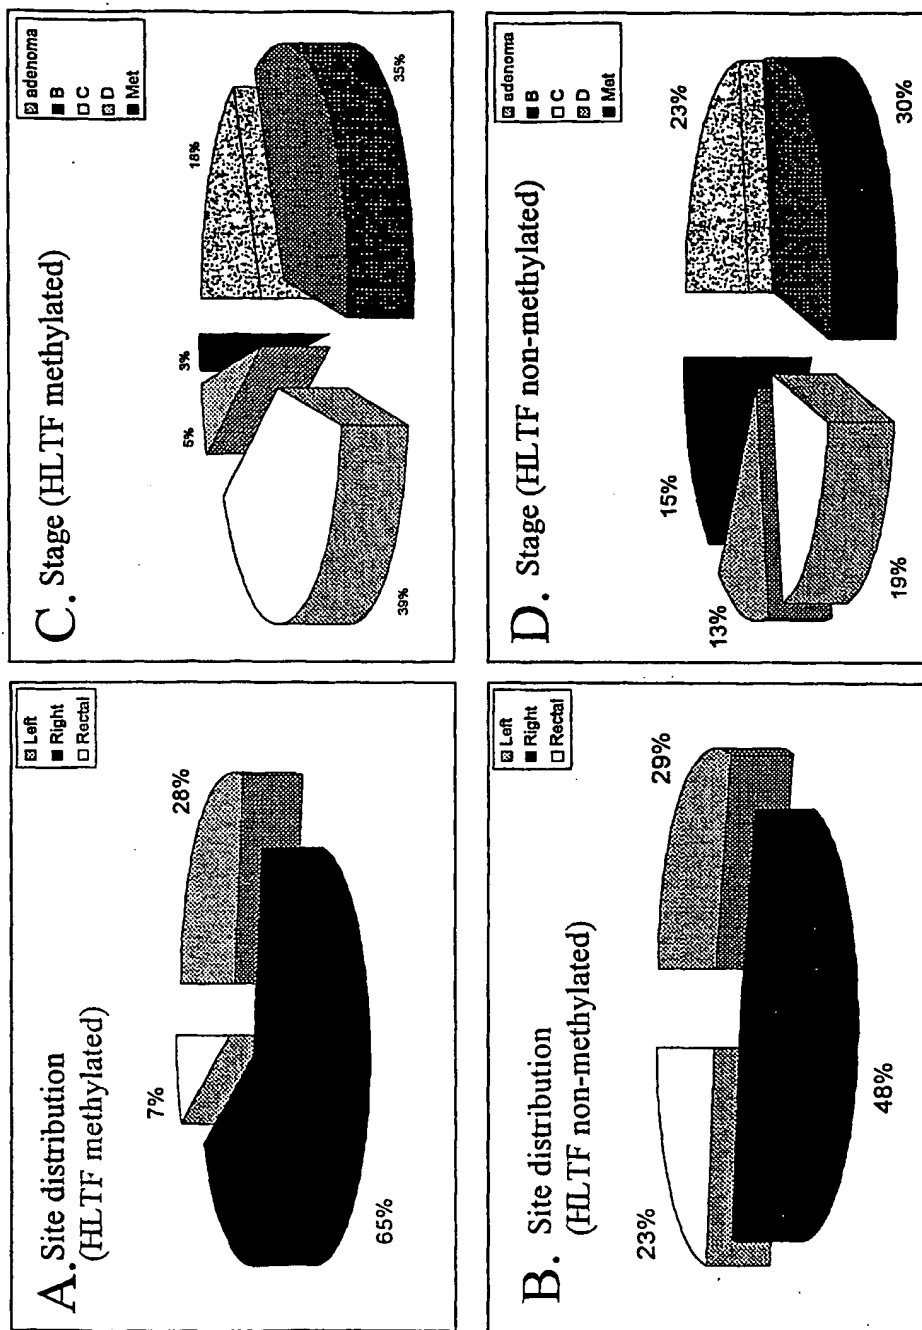 A. Site distribution
(HLTF methylated)
7%
28%
65%
Left
Right
Rectal
B. Site distribution
(HLTF non-methylated)
23%
29%
48%
Left
Right
Rectal
C. Stage (HLTF methylated)
3%
5%
18%
39%
35%
adenoma
B
C
D
Met
D. Stage (HLTF non-methylated)
15%
23%
13%
19%
30%
adenoma
B
C
D
Met